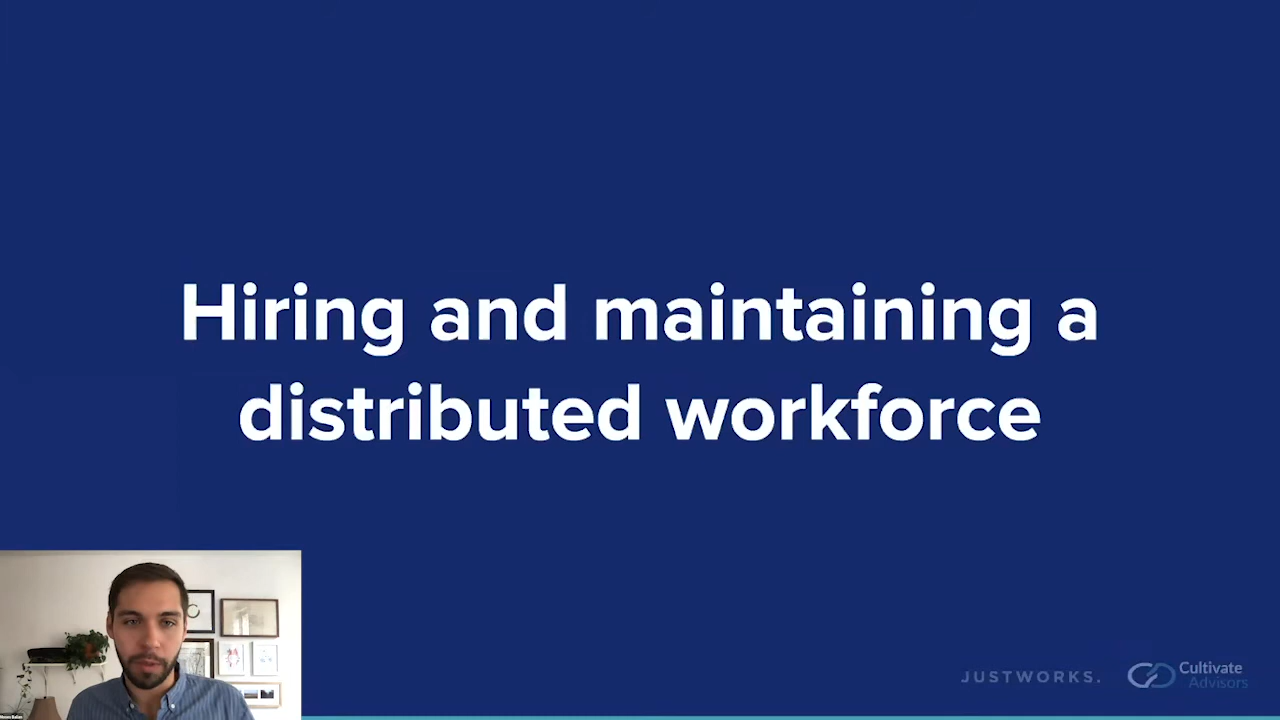 Hiring and maintaining a
distributed workforce
JUSTWORKS.
Cultivate
Advisors